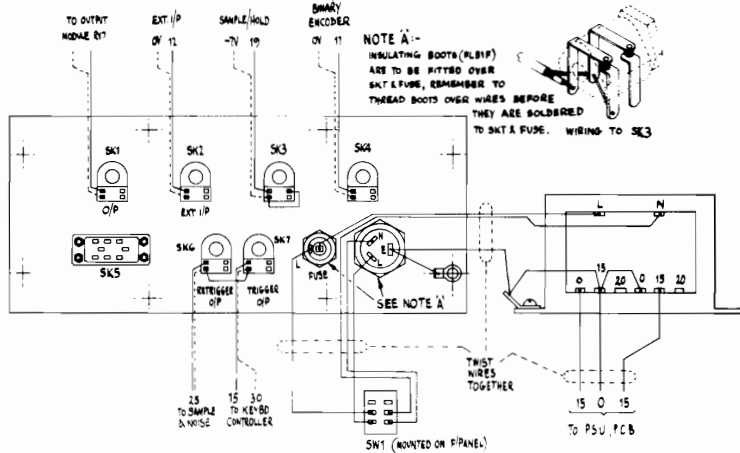 TO OUTPUT
MODULE RY7
EXT. I/P
0V 12
SAMPLE/HOLD
-7V 19
BINARY
ENCODER
0V 17
NOTE 'A':-
INSULATING BOOTS (FLBIF)
ARE TO BE FITTED OVER
SKT & FUSE, REMEMBER TO
THREAD BOOTS OVER WIRES BEFORE
THEY ARE SOLDERED
TO SKT & FUSE.
WIRING TO SK3
SK1
O/P
SK2
EXT I/P
SK3
SK4
SK5
SK6
SK7
RETRIGGER
O/P
TRIGGER
O/P
L
FUSE
N
E
L
SEE NOTE 'A'
L N
0 15 20 0 15 20
TWIST
WIRES
TOGETHER
25
TO SAMPLE
& NOISE
15 30
TO KEYBD
CONTROLLER
SW1 (MOUNTED ON F/PANEL)
15 0 15
TO PSU, PCB